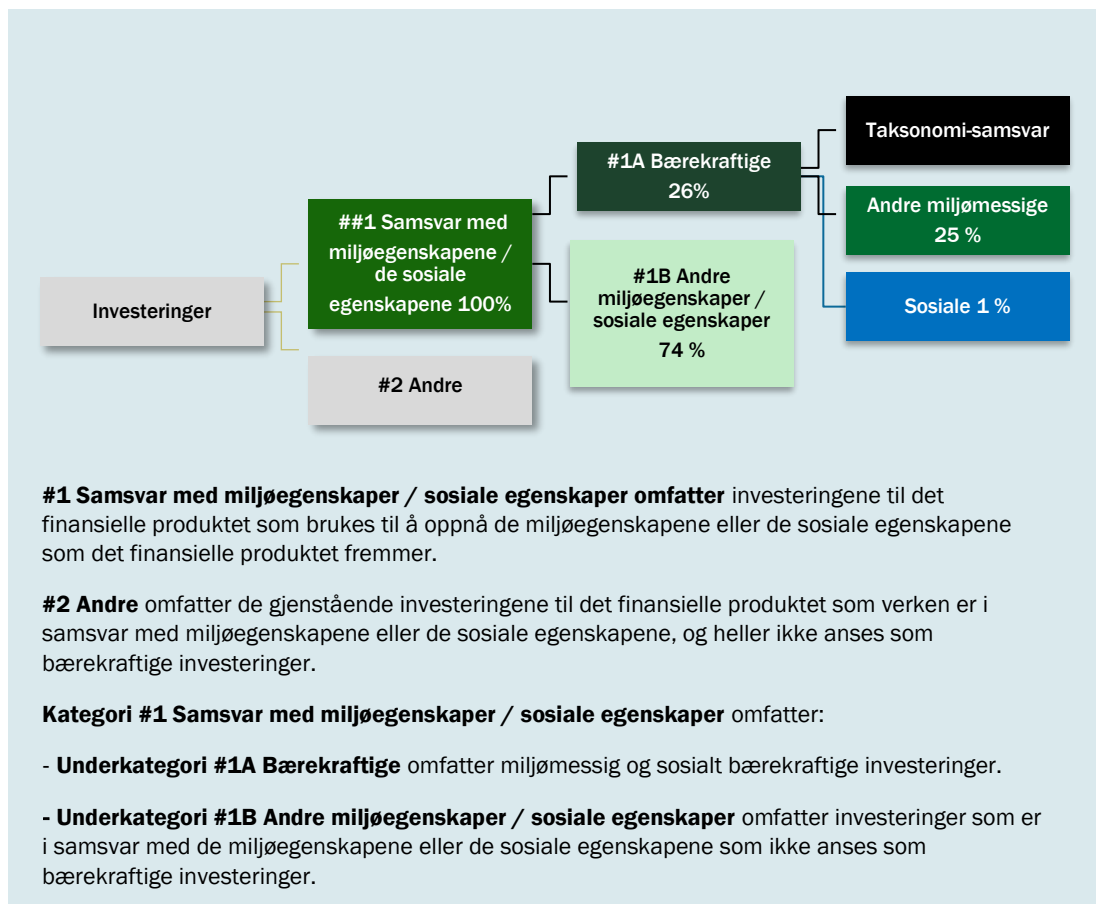 Investeringer
##1 Samsvar med
miljøegenskapene /
de sosiale
egenskapene 100%
#2 Andre
#1A Bærekraftige
26%
#1B Andre
miljøegenskaper /
sosiale egenskaper
74 %
Taksonomi-samsvar
Andre miljømessige
25 %
Sosiale 1 %
#1 Samsvar med miljøegenskaper / sosiale egenskaper omfatter investeringene til det
finansielle produktet som brukes til å oppnå de miljøegenskapene eller de sosiale egenskapene
som det finansielle produktet fremmer.
#2 Andre omfatter de gjenstående investeringene til det finansielle produktet som verken er i
samsvar med miljøegenskapene eller de sosiale egenskapene, og heller ikke anses som
bærekraftige investeringer.
Kategori #1 Samsvar med miljøegenskaper / sosiale egenskaper omfatter:
- Underkategori #1A Bærekraftige omfatter miljømessig og sosialt bærekraftige investeringer.
- Underkategori #1B Andre miljøegenskaper / sosiale egenskaper omfatter investeringer som er
i samsvar med de miljøegenskapene eller de sosiale egenskapene som ikke anses som
bærekraftige investeringer.